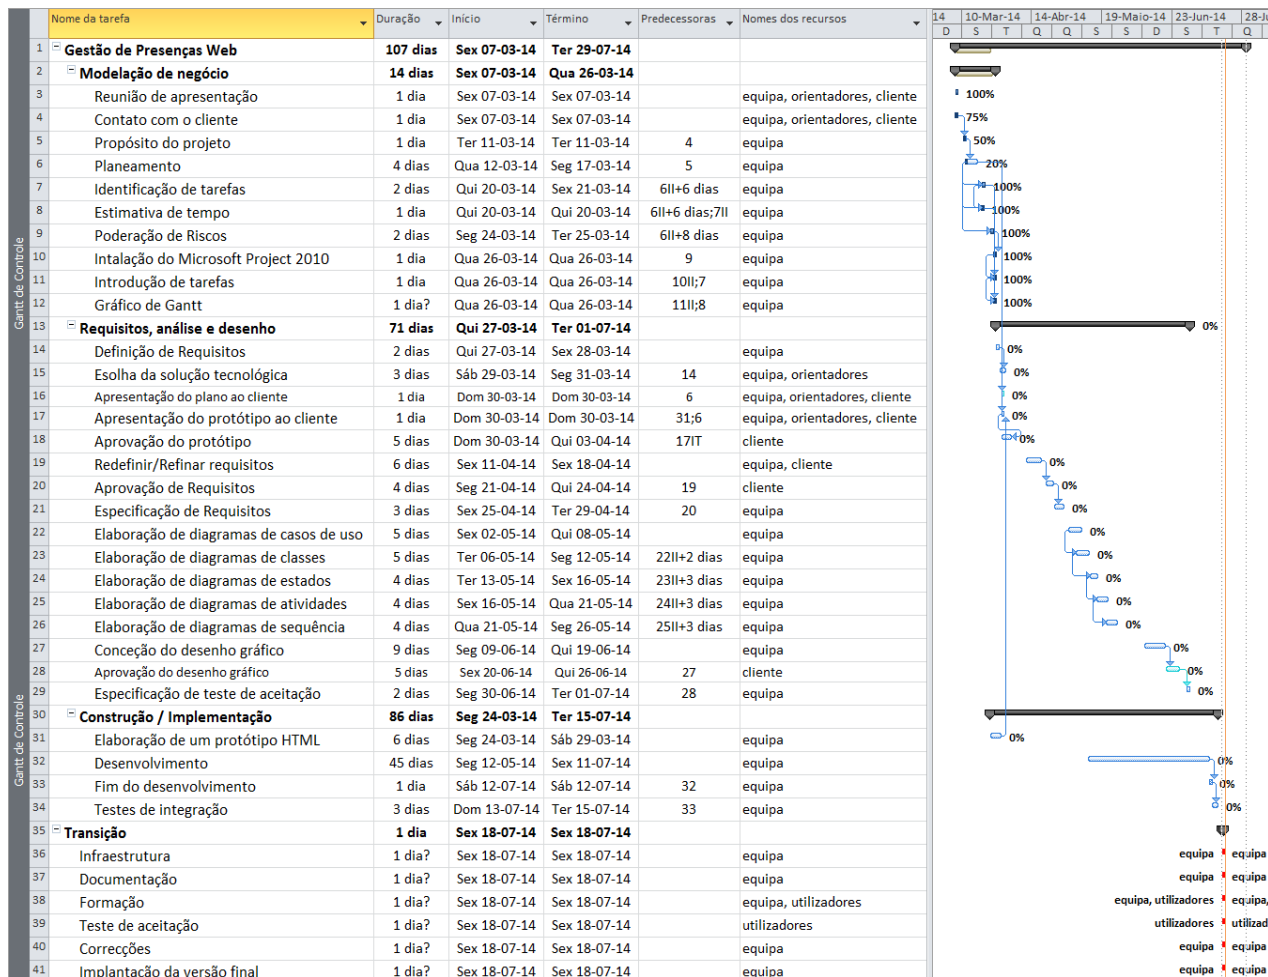 Nome da tarefa Duração Início Término Predecessoras Nomes dos recursos 14 10-Mar-14 14-Abr-14 19-Maio-14 23-Jun-14
D S T Q Q S S D S T Q
1 Gestão de Presenças Web 107 dias Sex 07-03-14 Ter 29-07-14
2 Modelação de negócio 14 dias Sex 07-03-14 Qua 26-03-14
3 Reunião de apresentação 1 dia Sex 07-03-14 Sex 07-03-14 equipa, orientadores, cliente 100%
4 Contato com o cliente 1 dia Sex 07-03-14 Sex 07-03-14 equipa, orientadores, cliente 75%
5 Propósito do projeto 1 dia Ter 11-03-14 Ter 11-03-14 4 equipa 50%
6 Planeamento 4 dias Qua 12-03-14 Seg 17-03-14 5 equipa 20%
7 Identificação de tarefas 2 dias Qui 20-03-14 Sex 21-03-14 6II+6 dias equipa 100%
8 Estimativa de tempo 1 dia Qui 20-03-14 Qui 20-03-14 6II+6 dias;7II equipa 100%
9 Poderação de Riscos 2 dias Seg 24-03-14 Ter 25-03-14 6II+8 dias equipa 100%
10 Intalação do Microsoft Project 2010 1 dia Qua 26-03-14 Qua 26-03-14 9 equipa 100%
11 Introdução de tarefas 1 dia Qua 26-03-14 Qua 26-03-14 10II;7 equipa 100%
12 Gráfico de Gantt 1 dia? Qua 26-03-14 Qua 26-03-14 11II;8 equipa 100%
Gantt de Controle
13 Requisitos, análise e desenho 71 dias Qui 27-03-14 Ter 01-07-14 0%
14 Definição de Requisitos 2 dias Qui 27-03-14 Sex 28-03-14 equipa 0%
15 Esolha da solução tecnológica 3 dias Sáb 29-03-14 Seg 31-03-14 14 equipa, orientadores 0%
16 Apresentação do plano ao cliente 1 dia Dom 30-03-14 Dom 30-03-14 6 equipa, orientadores, cliente 0%
17 Apresentação do protótipo ao cliente 1 dia Dom 30-03-14 Dom 30-03-14 31;6 equipa, orientadores, cliente 0%
18 Aprovação do protótipo 5 dias Dom 30-03-14 Qui 03-04-14 17IT cliente 0%
19 Redefinir/Refinar requisitos 6 dias Sex 11-04-14 Sex 18-04-14 equipa, cliente 0%
20 Aprovação de Requisitos 4 dias Seg 21-04-14 Qui 24-04-14 19 cliente 0%
21 Especificação de Requisitos 3 dias Sex 25-04-14 Ter 29-04-14 20 equipa 0%
22 Elaboração de diagramas de casos de uso 5 dias Sex 02-05-14 Qui 08-05-14 equipa 0%
23 Elaboração de diagramas de classes 5 dias Ter 06-05-14 Seg 12-05-14 22II+2 dias equipa 0%
24 Elaboração de diagramas de estados 4 dias Ter 13-05-14 Sex 16-05-14 23II+3 dias equipa 0%
25 Elaboração de diagramas de atividades 4 dias Sex 16-05-14 Qua 21-05-14 24II+3 dias equipa 0%
26 Elaboração de diagramas de sequência 4 dias Qua 21-05-14 Seg 26-05-14 25II+3 dias equipa 0%
27 Conceção do desenho gráfico 9 dias Seg 09-06-14 Qui 19-06-14 equipa 0%
28 Aprovação do desenho gráfico 5 dias Sex 20-06-14 Qui 26-06-14 27 cliente 0%
29 Especificação de teste de aceitação 2 dias Seg 30-06-14 Ter 01-07-14 28 equipa 0%
30 Construção / Implementação 86 dias Seg 24-03-14 Ter 15-07-14
31 Elaboração de um protótipo HTML 6 dias Seg 24-03-14 Sáb 29-03-14 equipa 0%
Gantt de Controle
32 Desenvolvimento 45 dias Seg 12-05-14 Sex 11-07-14 equipa 0%
33 Fim do desenvolvimento 1 dia Sáb 12-07-14 Sáb 12-07-14 32 equipa 0%
34 Testes de integração 3 dias Dom 13-07-14 Ter 15-07-14 33 equipa 0%
35 Transição 1 dia Sex 18-07-14 Sex 18-07-14
36 Infraestrutura 1 dia? Sex 18-07-14 Sex 18-07-14 equipa equipa equipa
37 Documentação 1 dia? Sex 18-07-14 Sex 18-07-14 equipa equipa equipa
38 Formação 1 dia? Sex 18-07-14 Sex 18-07-14 equipa, utilizadores equipa, utilizadores equipa,
39 Teste de aceitação 1 dia? Sex 18-07-14 Sex 18-07-14 utilizadores utilizadores utilizad
40 Correcções 1 dia? Sex 18-07-14 Sex 18-07-14 equipa equipa equipa
41 Implantação da versão final 1 dia? Sex 18-07-14 Sex 18-07-14 equipa equipa equipa